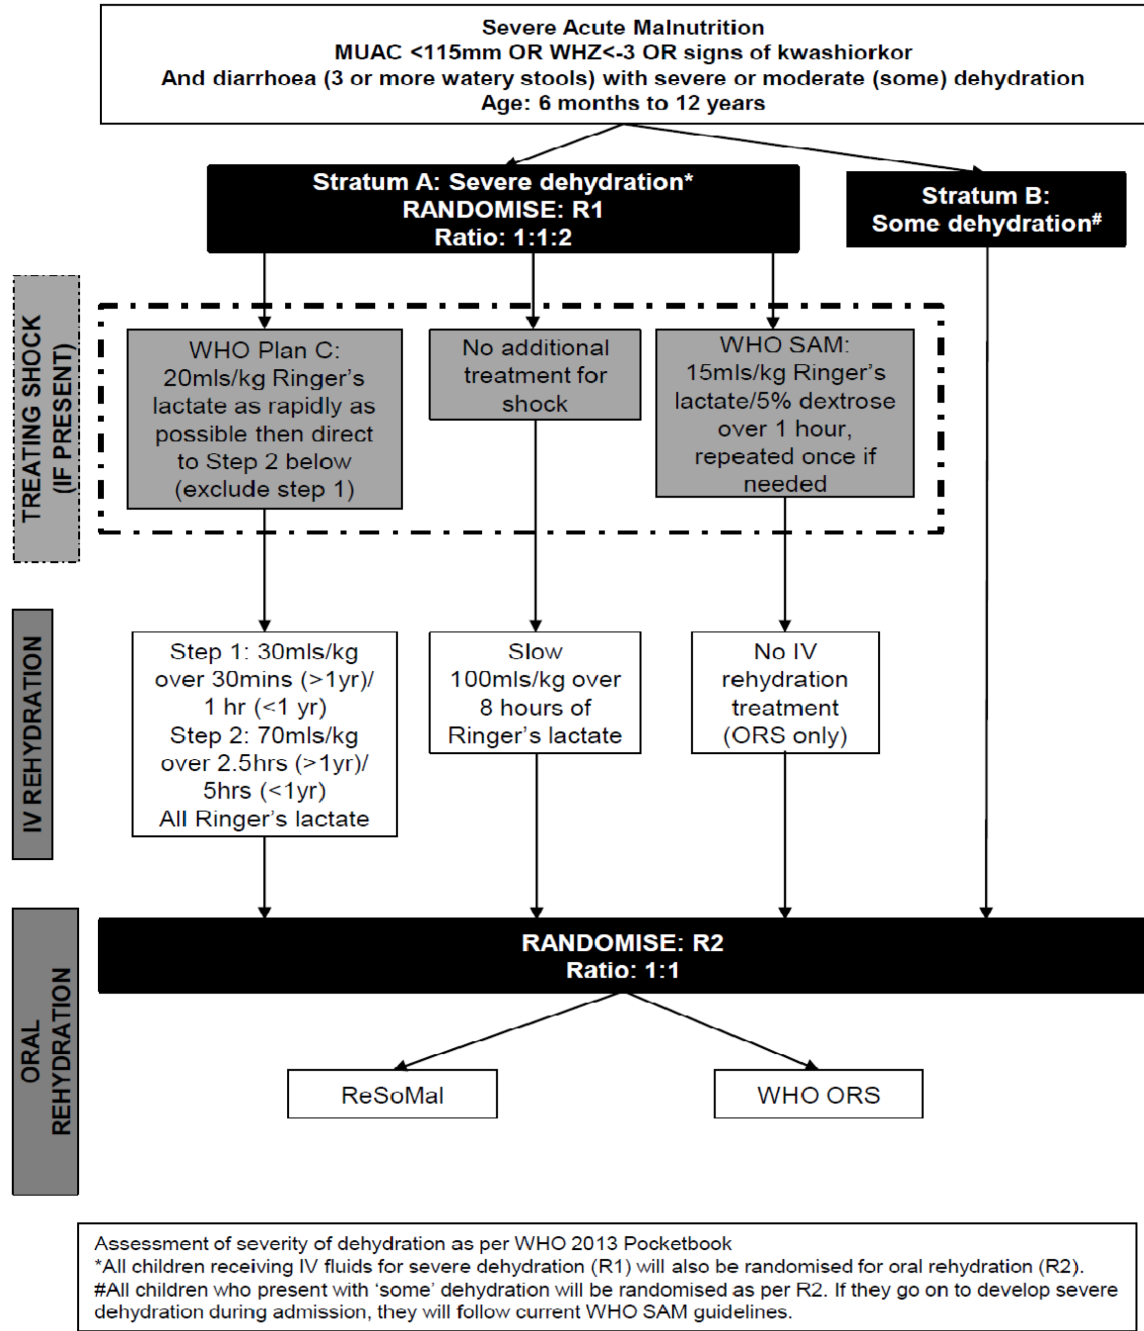 Severe Acute Malnutrition
MUAC <115mm OR WHZ<-3 OR signs of kwashiorkor
And diarrhoea (3 or more watery stools) with severe or moderate (some) dehydration
Age: 6 months to 12 years
Stratum A: Severe dehydration*
RANDOMISE: R1
Ratio: 1:1:2
Stratum B:
Some dehydration#
TREATING SHOCK
(IF PRESENT)
WHO Plan C:
20mls/kg Ringer's
lactate as rapidly as
possible then direct
to Step 2 below
(exclude step 1)
No additional
treatment for
shock
WHO SAM:
15mls/kg Ringer's
lactate/5% dextrose
over 1 hour,
repeated once if
needed
IV REHYDRATION
Step 1: 30mls/kg
over 30mins (>1yr)/
1 hr (<1 yr)
Step 2: 70mls/kg
over 2.5hrs (>1yr)/
5hrs (<1yr)
All Ringer's lactate
Slow
100mls/kg over
8 hours of
Ringer's lactate
No IV
rehydration
treatment
(ORS only)
ORAL
REHYDRATION
RANDOMISE: R2
Ratio: 1:1
ReSoMal
WHO ORS
Assessment of severity of dehydration as per WHO 2013 Pocketbook
*All children receiving IV fluids for severe dehydration (R1) will also be randomised for oral rehydration (R2).
#All children who present with 'some' dehydration will be randomised as per R2. If they go on to develop severe
dehydration during admission, they will follow current WHO SAM guidelines.